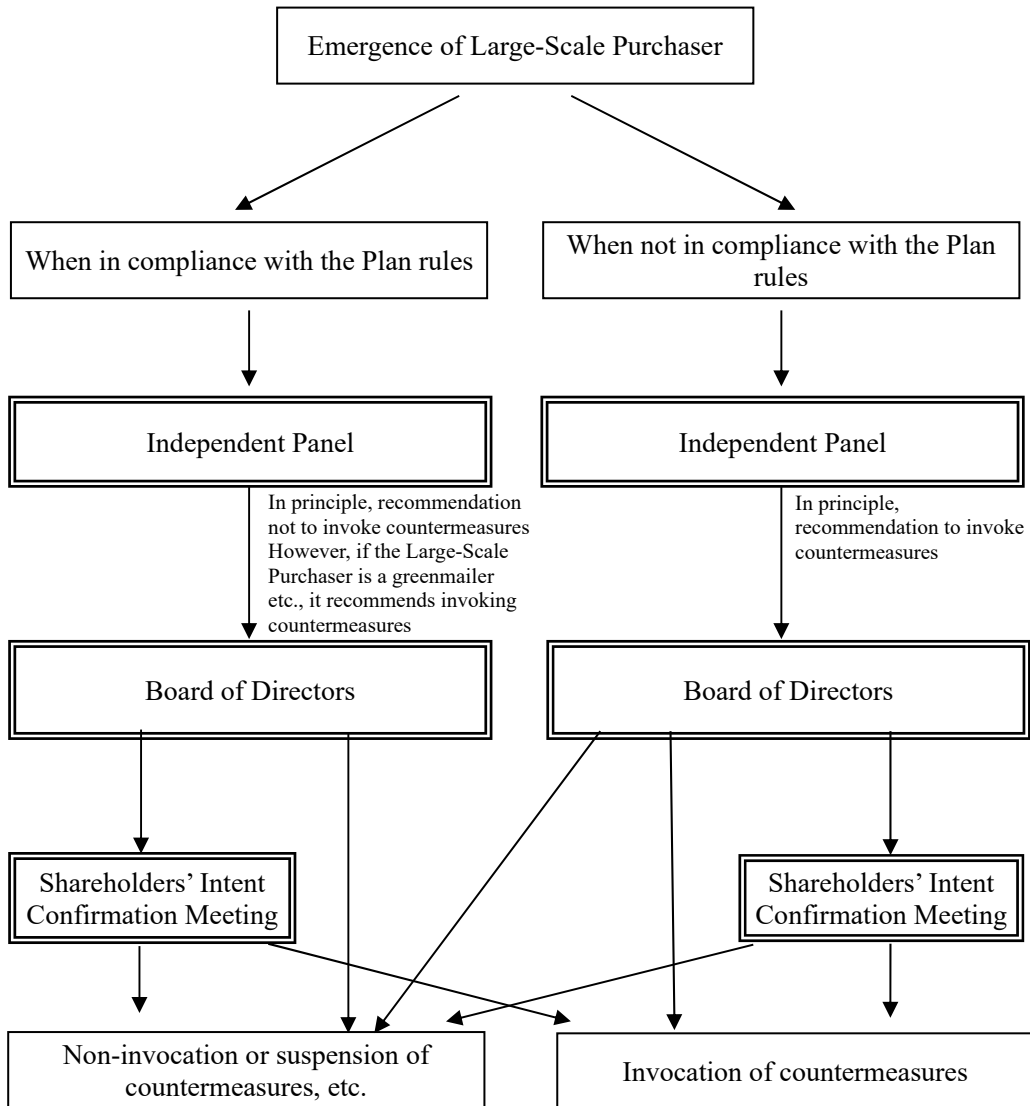 Emergence of Large-Scale Purchaser
When in compliance with the Plan rules
When not in compliance with the Plan
rules
Independent Panel
Independent Panel
In principle, recommendation
not to invoke countermeasures
However, if the Large-Scale
Purchaser is a greenmailer
etc., it recommends invoking
countermeasures
In principle,
recommendation to invoke
countermeasures
Board of Directors
Board of Directors
Shareholders’ Intent
Confirmation Meeting
Shareholders’ Intent
Confirmation Meeting
Non-invocation or suspension of
countermeasures, etc.
Invocation of countermeasures